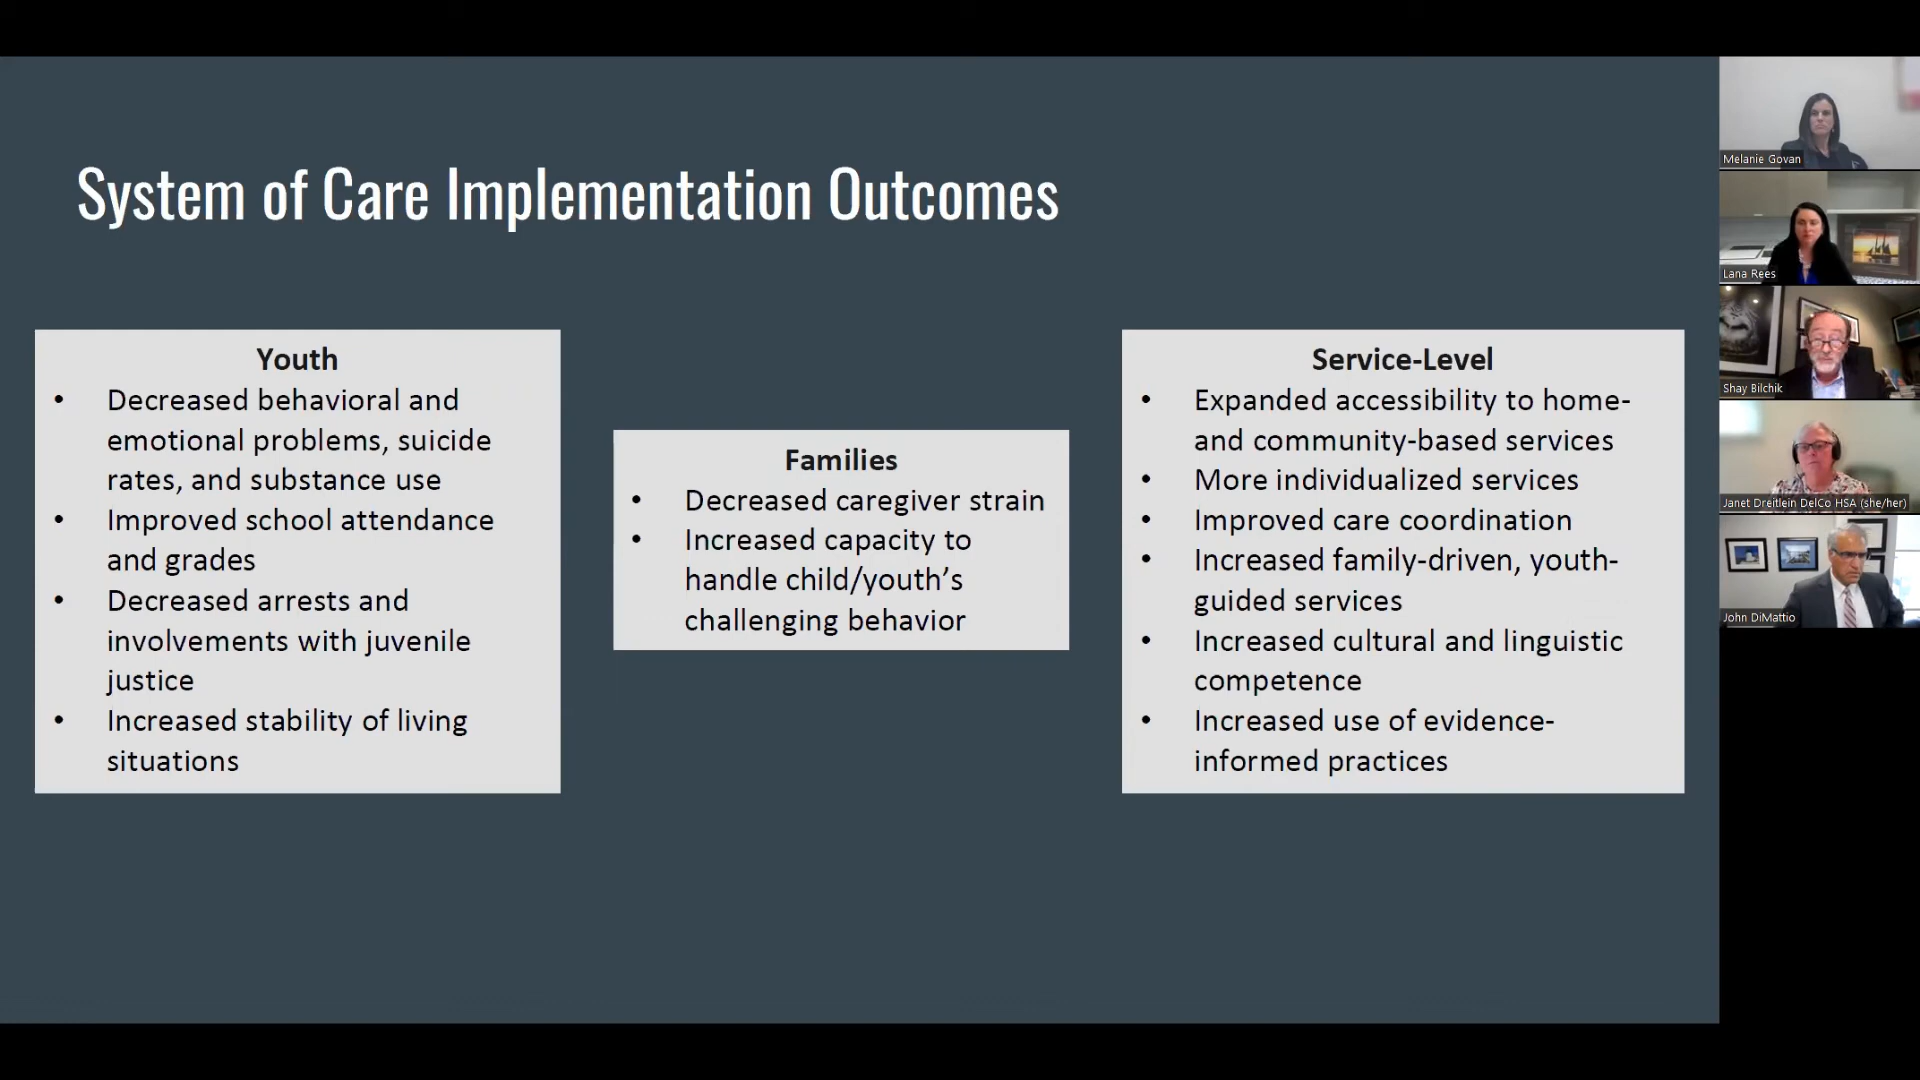 System of Care Implementation Outcomes
Youth
• Decreased behavioral and
emotional problems, suicide
rates, and substance use
• Improved school attendance
and grades
• Decreased arrests and
involvements with juvenile
justice
• Increased stability of living
situations
Families
• Decreased caregiver strain
• Increased capacity to
handle child/youth’s
challenging behavior
Service-Level
• Expanded accessibility to home-
and community-based services
• More individualized services
• Improved care coordination
• Increased family-driven, youth-
guided services
• Increased cultural and linguistic
competence
• Increased use of evidence-
informed practices
Melanie Govan
Lana Rees
Shay Bilchik
Janet Dreitlein DelCo HSA (she/her)
John DiMattio